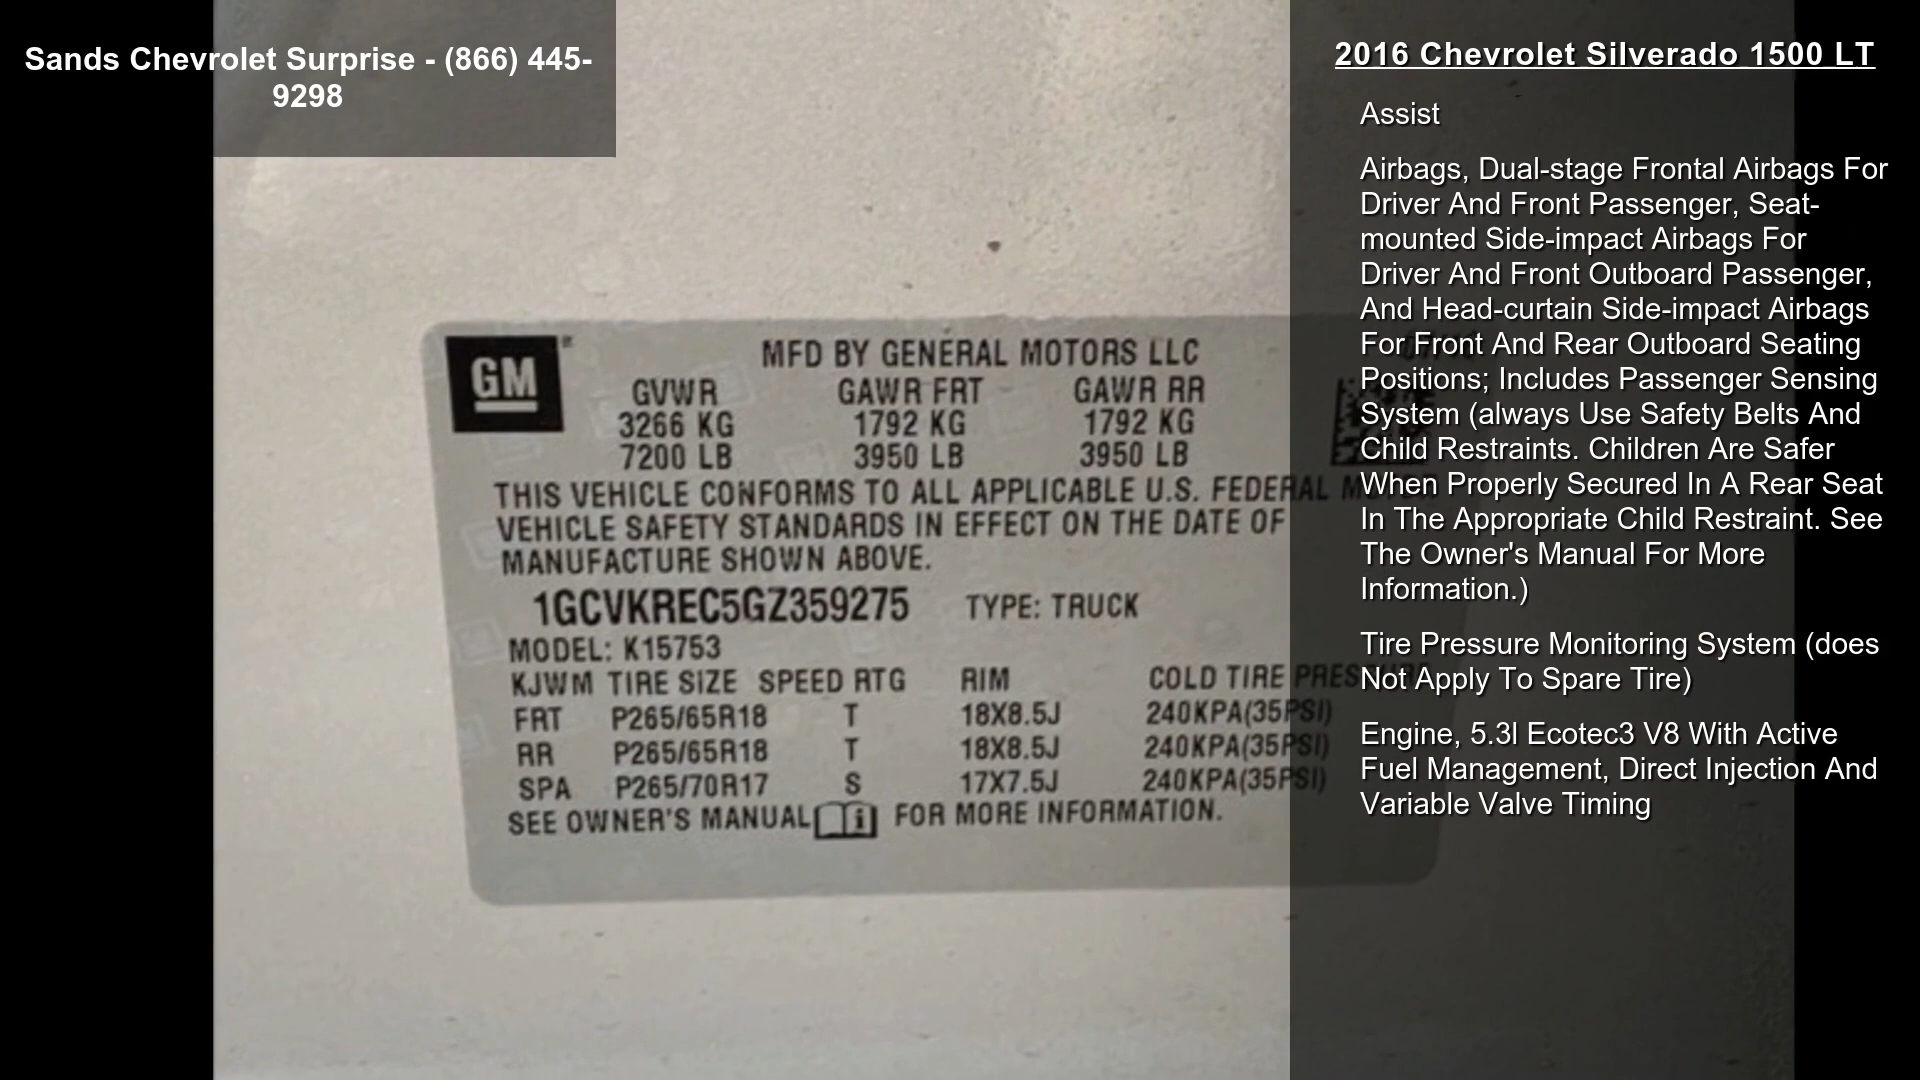 Sands Chevrolet Surprise - (866) 445-
9298
2016 Chevrolet Silverado 1500 LT
Assist
Airbags, Dual-stage Frontal Airbags For
Driver And Front Passenger, Seat-
mounted Side-impact Airbags For
Driver And Front Outboard Passenger,
And Head-curtain Side-impact Airbags
For Front And Rear Outboard Seating
Positions; Includes Passenger Sensing
System (always Use Safety Belts And
Child Restraints. Children Are Safer
When Properly Secured In A Rear Seat
In The Appropriate Child Restraint. See
The Owner's Manual For More
Information.)
Tire Pressure Monitoring System (does
Not Apply To Spare Tire)
Engine, 5.3l Ecotec3 V8 With Active
Fuel Management, Direct Injection And
Variable Valve Timing
GM
MFD BY GENERAL MOTORS LLC
GVWR GAWR FRT GAWR RR
3266 KG 1792 KG 1792 KG
7200 LB 3950 LB 3950 LB
THIS VEHICLE CONFORMS TO ALL APPLICABLE U.S. FEDERAL
VEHICLE SAFETY STANDARDS IN EFFECT ON THE DATE OF
MANUFACTURE SHOWN ABOVE.
1GCVKREC5GZ359275 TYPE: TRUCK
MODEL: K15753
KJWM TIRE SIZE SPEED RTG RIM COLD TIRE PRESSURE
FRT P265/65R18 T 18X8.5J 240KPA(35PSI)
RR P265/65R18 T 18X8.5J 240KPA(35PSI)
SPA P265/70R17 S 17X7.5J 240KPA(35PSI)
SEE OWNER'S MANUAL FOR MORE INFORMATION.